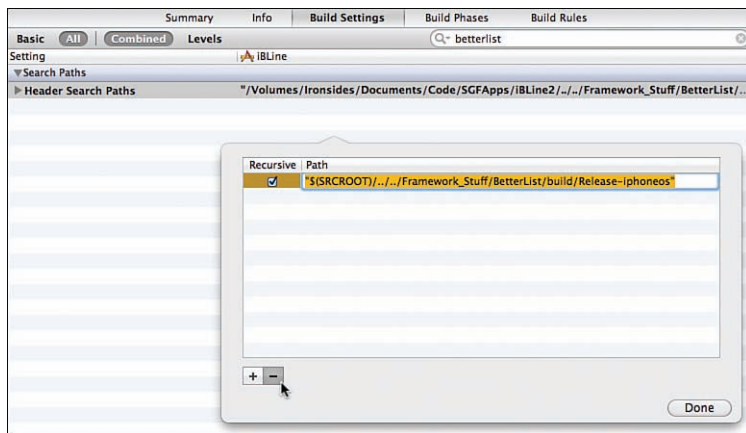 Summary Info Build Settings Build Phases Build Rules
Basic All Combined Levels betterlist
Setting iBLine
Search Paths
Header Search Paths "/Volumes/Ironsides/Documents/Code/SGFApps/iBLine2/../../Framework_Stuff/BetterList/...
Recursive Path
"$(SRCROOT)/../../Framework_Stuff/BetterList/build/Release-iphoneos"
+ −
Done